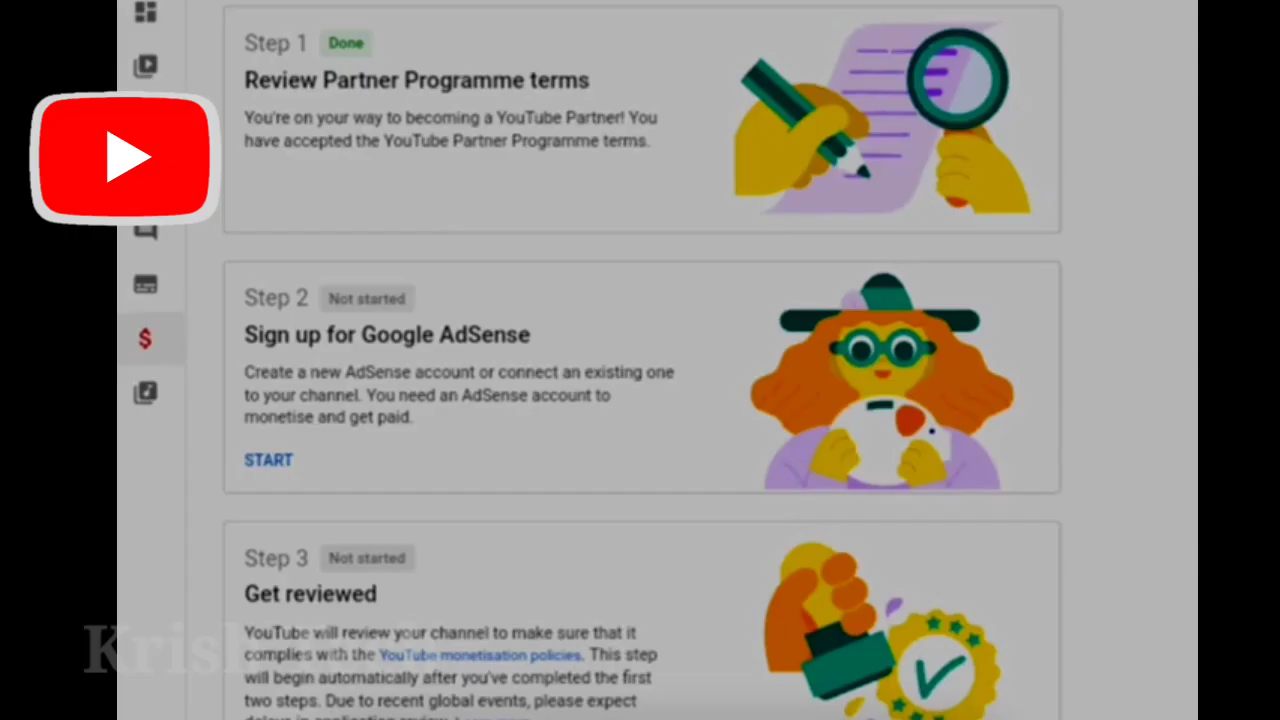 Step 1 Done
Review Partner Programme terms
You're on your way to becoming a YouTube Partner! You
have accepted the YouTube Partner Programme terms.
Step 2 Not started
Sign up for Google AdSense
Create a new AdSense account or connect an existing one
to your channel. You need an AdSense account to
monetise and get paid.
START
Step 3 Not started
Get reviewed
YouTube will review your channel to make sure that it
complies with the YouTube monetisation policies. This step
will begin automatically after you've completed the first
two steps. Due to recent global events, please expect